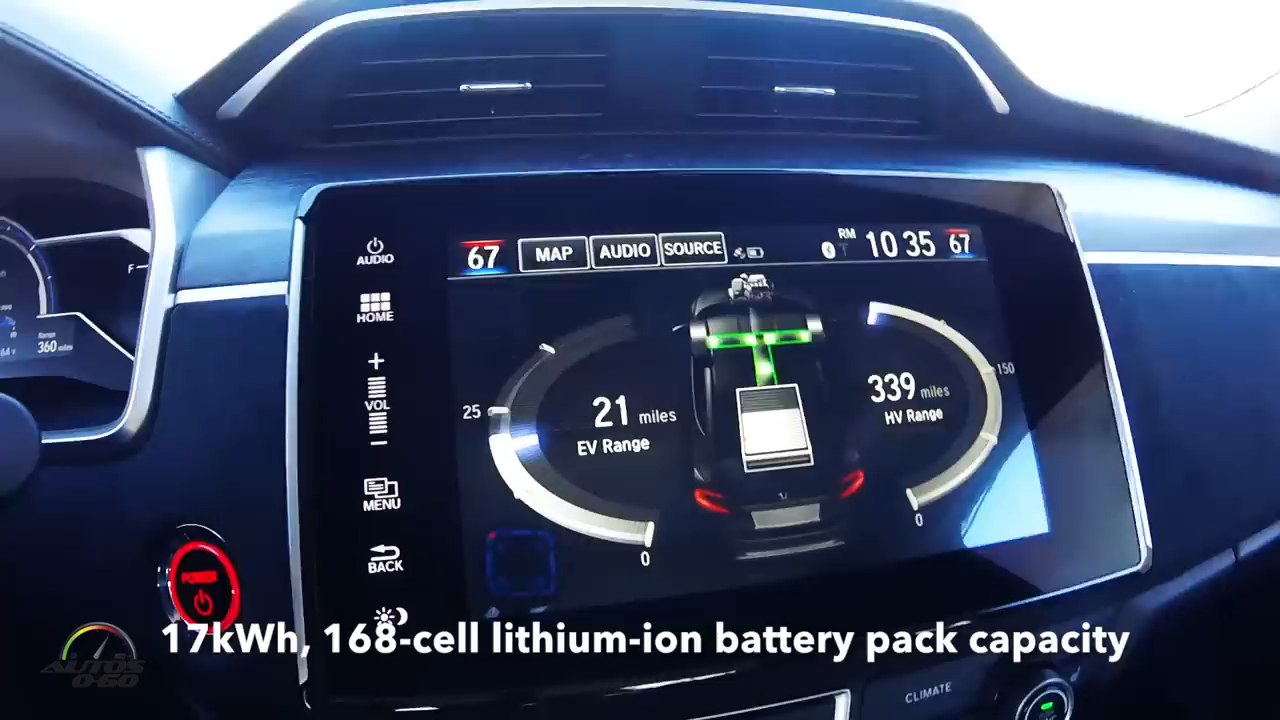 AUDIO
HOME
+
VOL
−
MENU
BACK
67
MAP
AUDIO
SOURCE
RM
10 35
67
25
21 miles
EV Range
0
339 miles
HV Range
150
0
F
Range
360 miles
POWER
17kWh, 168-cell lithium-ion battery pack capacity
AUTOS
0-60
CLIMATE